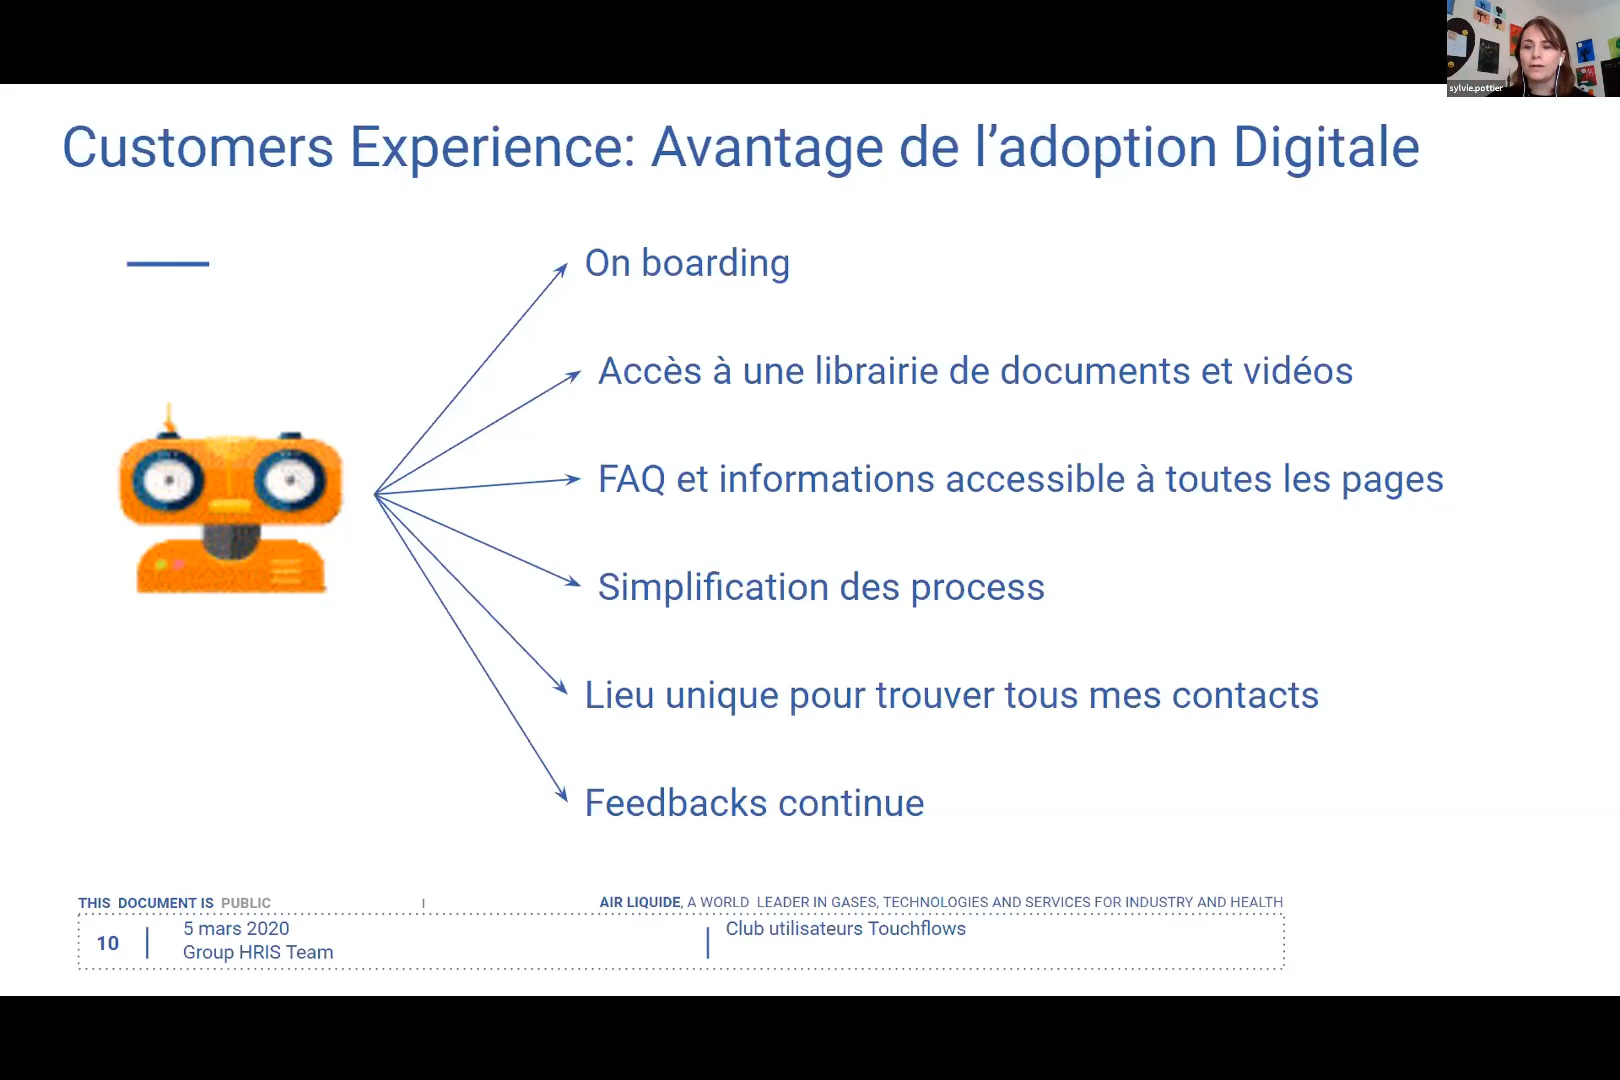 sylvie.pottier
Customers Experience: Avantage de l’adoption Digitale
On boarding
Accès à une librairie de documents et vidéos
FAQ et informations accessible à toutes les pages
Simplification des process
Lieu unique pour trouver tous mes contacts
Feedbacks continue
THIS DOCUMENT IS PUBLIC
AIR LIQUIDE, A WORLD LEADER IN GASES, TECHNOLOGIES AND SERVICES FOR INDUSTRY AND HEALTH
10
5 mars 2020
Group HRIS Team
Club utilisateurs Touchflows